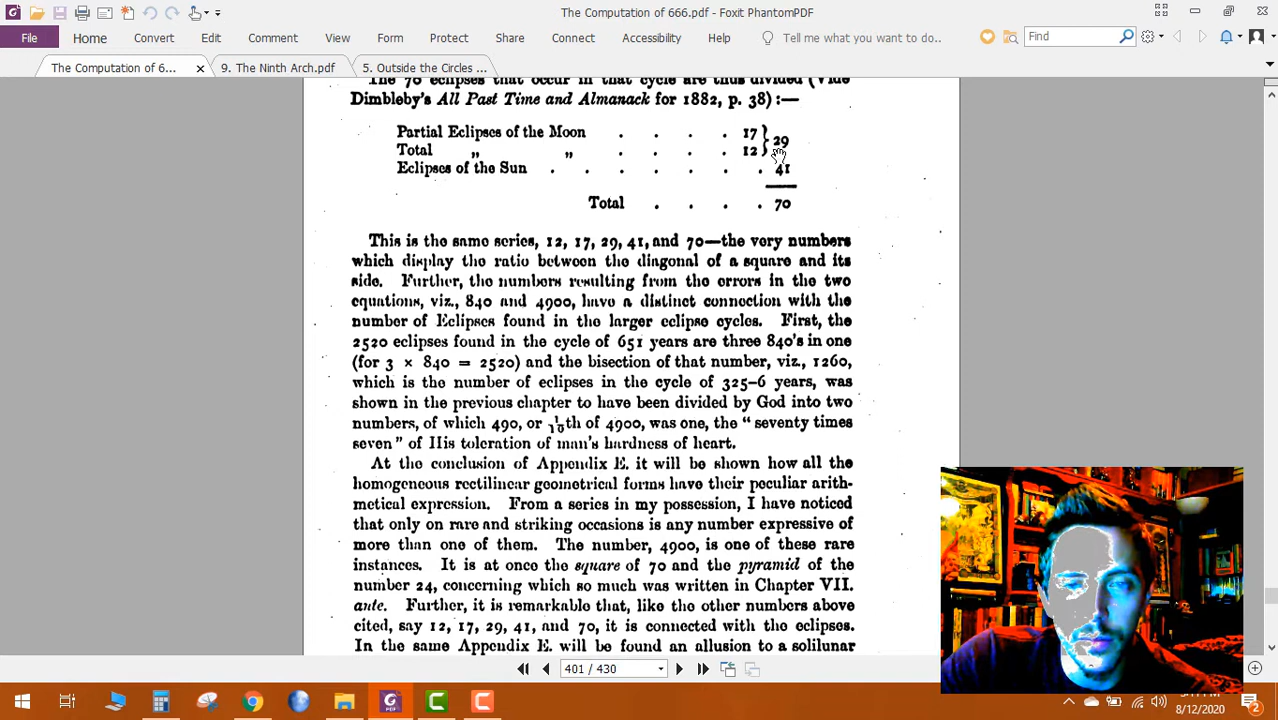 The Computation of 666.pdf - Foxit PhantomPDF
File Home Convert Edit Comment View Form Protect Share Connect Accessibility Help Tell me what you want to do.. Find
The Computation of 6... 9. The Ninth Arch.pdf 5. Outside the Circles ...
The 70 eclipses that occur in that cycle are thus divided (Vide
Dimbleby's All Past Time and Almanack for 1882, p. 38) :—
Partial Eclipses of the Moon . . . . 17 } 29
Total „ „ . . . . 12
Eclipses of the Sun . . . . . . . 41
Total . . . . 70
This is the same series, 12, 17, 29, 41, and 70—the very numbers
which display the ratio between the diagonal of a square and its
side. Further, the numbers resulting from the errors in the two
equations, viz., 840 and 4900, have a distinct connection with the
number of Eclipses found in the larger eclipse cycles. First, the
2520 eclipses found in the cycle of 651 years are three 840's in one
(for 3 × 840 = 2520) and the bisection of that number, viz., 1260,
which is the number of eclipses in the cycle of 325–6 years, was
shown in the previous chapter to have been divided by God into two
numbers, of which 490, or 1/10th of 4900, was one, the "seventy times
seven" of His toleration of man's hardness of heart.
At the conclusion of Appendix E. it will be shown how all the
homogeneous rectilinear geometrical forms have their peculiar arith-
metical expression. From a series in my possession, I have noticed
that only on rare and striking occasions is any number expressive of
more than one of them. The number, 4900, is one of these rare
instances. It is at once the square of 70 and the pyramid of the
number 24, concerning which so much was written in Chapter VII.
ante. Further, it is remarkable that, like the other numbers above
cited, say 12, 17, 29, 41, and 70, it is connected with the eclipses.
In the same Appendix E. will be found an allusion to a solilunar
401 / 430
8/12/2020
2